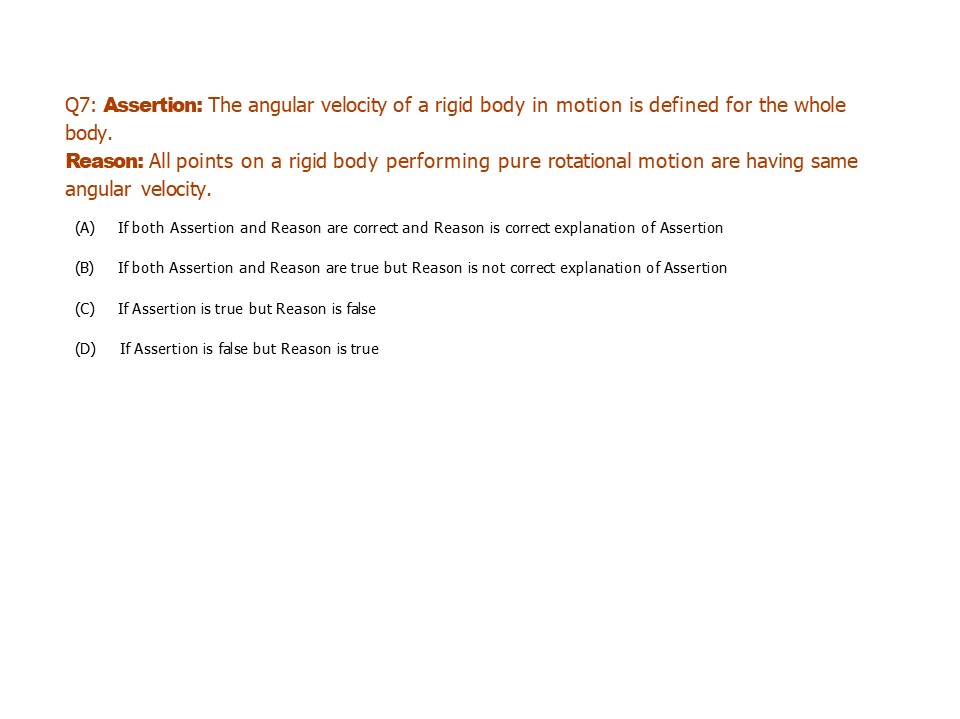 Q7: Assertion: The angular velocity of a rigid body in motion is defined for the whole
body.
Reason: All points on a rigid body performing pure rotational motion are having same
angular velocity.
(A) If both Assertion and Reason are correct and Reason is correct explanation of Assertion
(B) If both Assertion and Reason are true but Reason is not correct explanation of Assertion
(C) If Assertion is true but Reason is false
(D) If Assertion is false but Reason is true